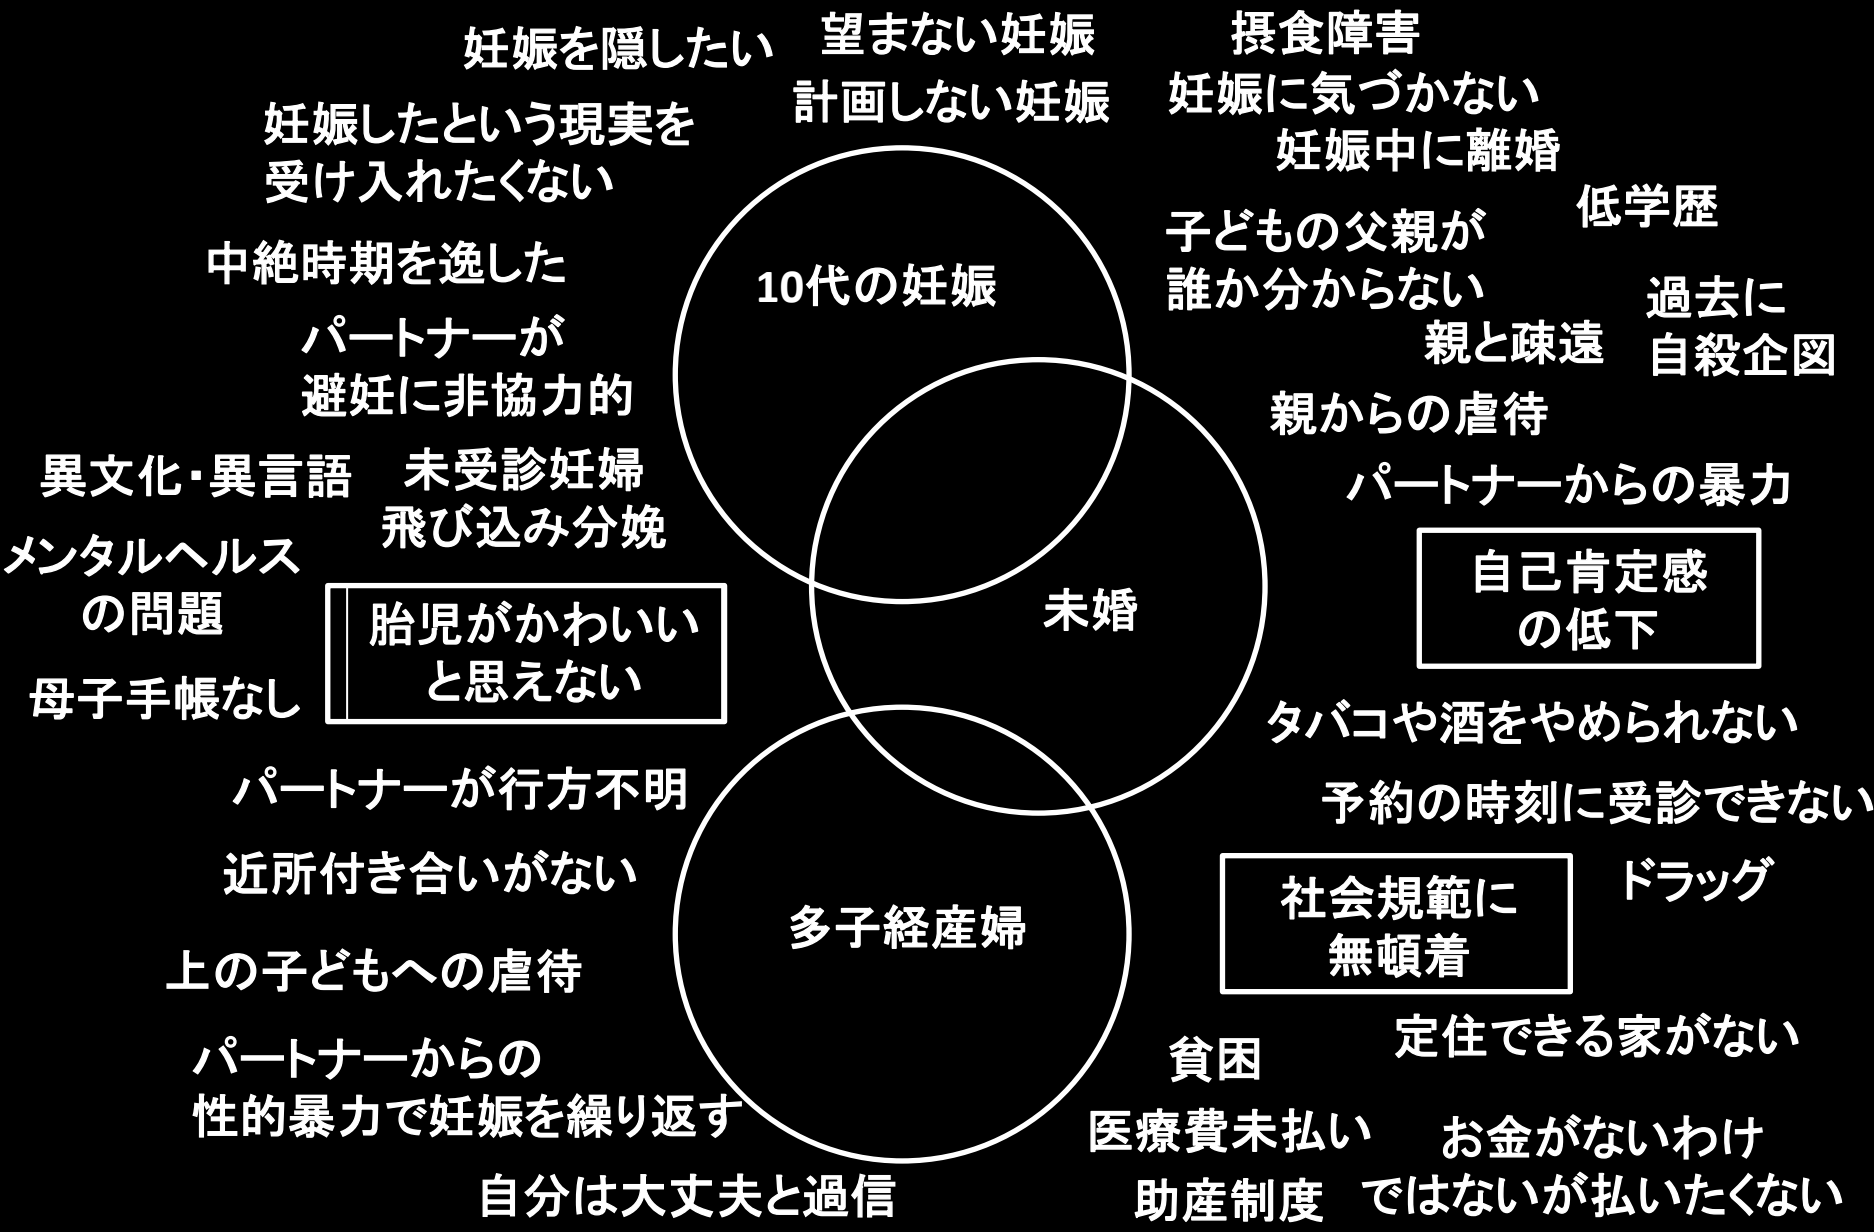 妊娠を隠したい
望まない妊娠
計画しない妊娠
摂食障害
妊娠に気づかない
妊娠中に離婚
低学歴
妊娠したという現実を
受け入れたくない
中絶時期を逸した
10代の妊娠
子どもの父親が
誰か分からない
過去に
自殺企図
親と疎遠
パートナーが
避妊に非協力的
親からの虐待
異文化・異言語
未受診妊婦
飛び込み分娩
パートナーからの暴力
メンタルヘルス
の問題
胎児がかわいい
と思えない
未婚
自己肯定感
の低下
母子手帳なし
タバコや酒をやめられない
パートナーが行方不明
予約の時刻に受診できない
近所付き合いがない
多子経産婦
社会規範に
無頓着
ドラッグ
上の子どもへの虐待
定住できる家がない
パートナーからの
性的暴力で妊娠を繰り返す
貧困
医療費未払い
お金がないわけ
ではないが払いたくない
自分は大丈夫と過信
助産制度